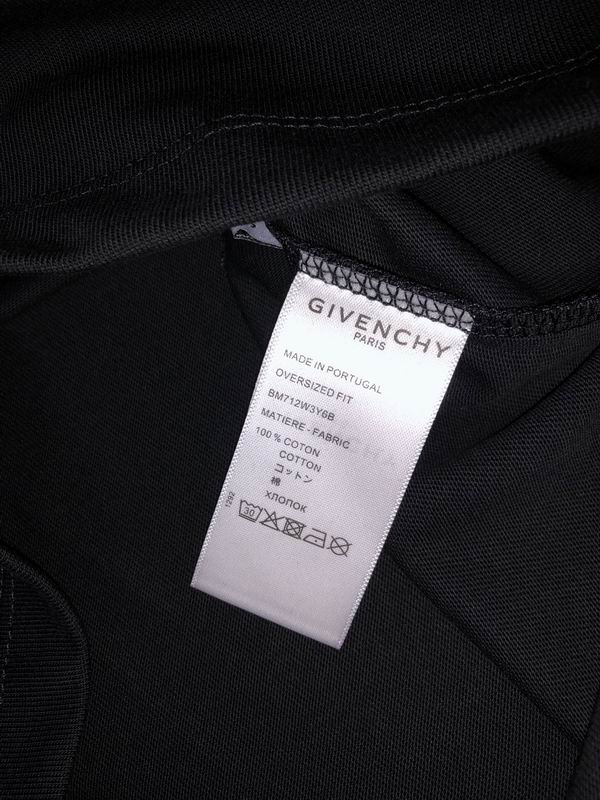 GIVENCHY
PARIS
MADE IN PORTUGAL
OVERSIZED FIT
BM712W3Y6B
MATIERE - FABRIC
100 % COTON
COTTON
コットン
棉
ХЛОПОК
1292
30